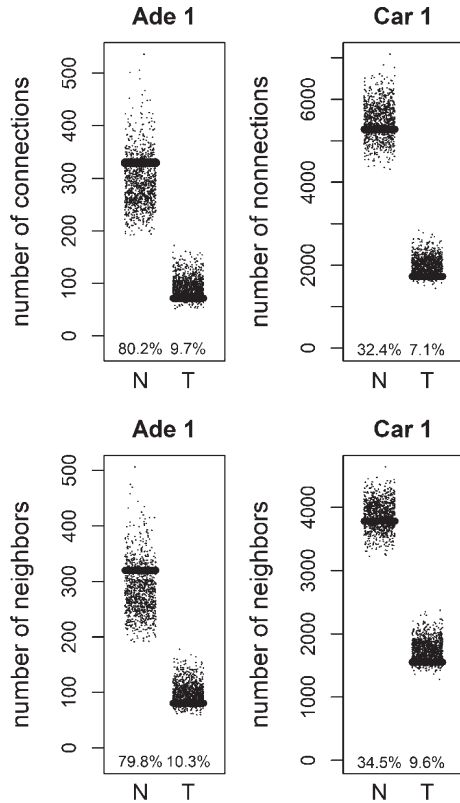 Ade 1
number of connections
0
100
200
300
400
500
80.2% 9.7%
N T
Car 1
number of nonnections
0
2000
4000
6000
32.4% 7.1%
N T
Ade 1
number of neighbors
0
100
200
300
400
500
79.8% 10.3%
N T
Car 1
number of neighbors
0
1000
2000
3000
4000
34.5% 9.6%
N T